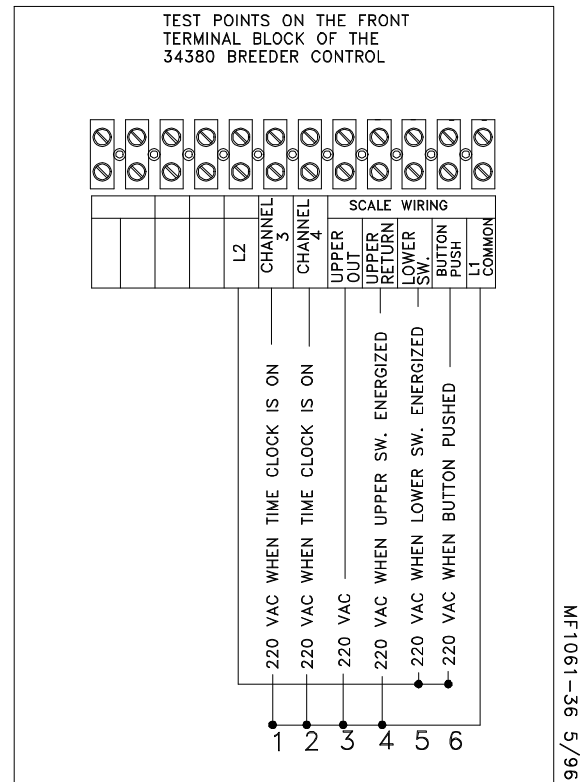 TEST POINTS ON THE FRONT
TERMINAL BLOCK OF THE
34380 BREEDER CONTROL
SCALE WIRING
L2
CHANNEL
3
CHANNEL
4
UPPER
OUT
UPPER
RETURN
LOWER
SW.
BUTTON
PUSH
L1
COMMON
220 VAC WHEN TIME CLOCK IS ON
220 VAC WHEN TIME CLOCK IS ON
220 VAC
220 VAC WHEN UPPER SW. ENERGIZED
220 VAC WHEN LOWER SW. ENERGIZED
220 VAC WHEN BUTTON PUSHED
1 2 3 4 5 6
MF1061-36 5/96